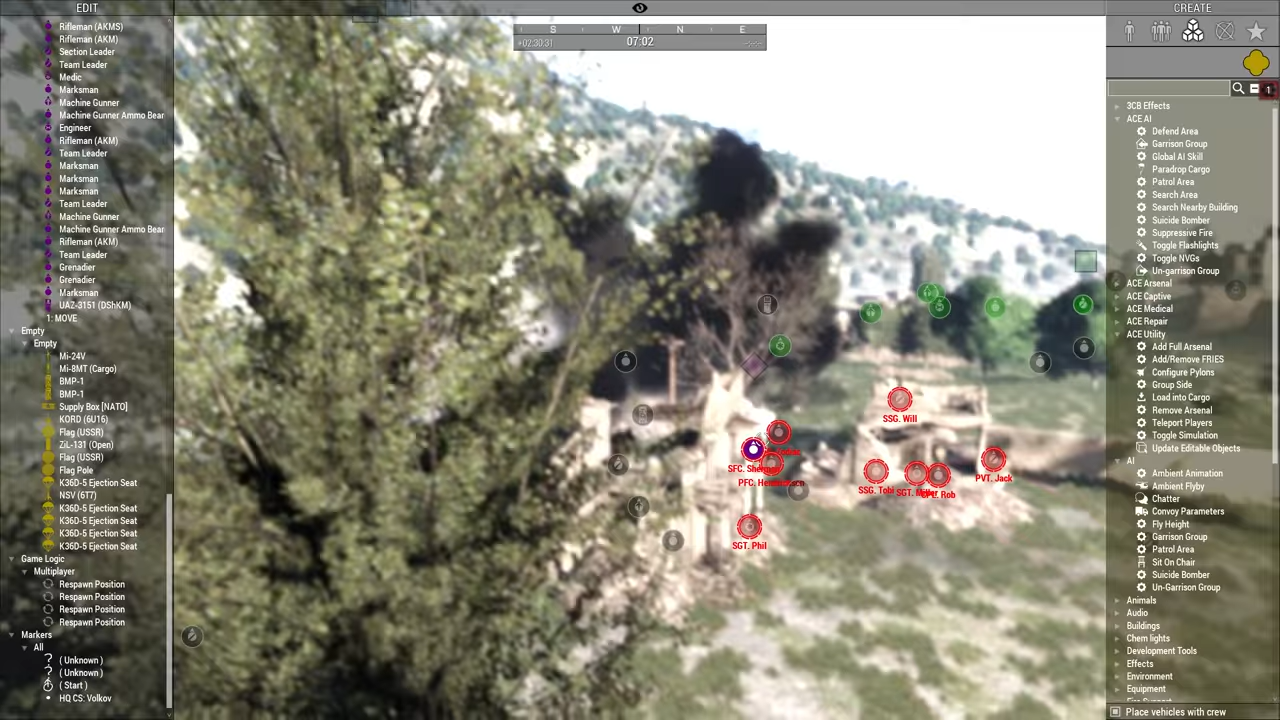 EDIT
Rifleman (AKMS)
Rifleman (AKM)
Section Leader
Team Leader
Medic
Marksman
Machine Gunner
Machine Gunner Ammo Bear
Engineer
Rifleman (AKM)
Team Leader
Marksman
Marksman
Marksman
Team Leader
Machine Gunner
Machine Gunner Ammo Bear
Rifleman (AKM)
Team Leader
Grenadier
Grenadier
Marksman
UAZ-3151 (DShKM)
1: MOVE
Empty
Empty
Mi-24V
Mi-8MT (Cargo)
BMP-1
BMP-1
Supply Box [NATO]
KORD (6U16)
Flag (USSR)
ZiL-131 (Open)
Flag (USSR)
Flag Pole
K36D-5 Ejection Seat
NSV (6T7)
K36D-5 Ejection Seat
K36D-5 Ejection Seat
K36D-5 Ejection Seat
K36D-5 Ejection Seat
Game Logic
Multiplayer
Respawn Position
Respawn Position
Respawn Position
Respawn Position
Markers
All
? ( Unknown )
? ( Unknown )
( Start )
HQ CS: Volkov
S W N E
+02:30:31 07:02 --:--
SSG. Will
SFC.
PFC.
SSG. Tobi
SGT.
Rob
PVT. Jack
SGT. Phil
CREATE
1
3CB Effects
ACE AI
Defend Area
Garrison Group
Global AI Skill
Paradrop Cargo
Patrol Area
Search Area
Search Nearby Building
Suicide Bomber
Suppressive Fire
Toggle Flashlights
Toggle NVGs
Un-garrison Group
ACE Arsenal
ACE Captive
ACE Medical
ACE Repair
ACE Utility
Add Full Arsenal
Add/Remove FRIES
Configure Pylons
Group Side
Load into Cargo
Remove Arsenal
Teleport Players
Toggle Simulation
Update Editable Objects
AI
Ambient Animation
Ambient Flyby
Chatter
Convoy Parameters
Fly Height
Garrison Group
Patrol Area
Sit On Chair
Suicide Bomber
Un-Garrison Group
Animals
Audio
Buildings
Chem lights
Development Tools
Effects
Environment
Equipment
Place vehicles with crew